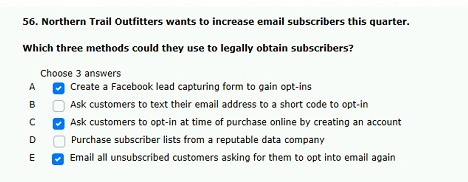 56. Northern Trail Outfitters wants to increase email subscribers this quarter.
Which three methods could they use to legally obtain subscribers?
Choose 3 answers
A Create a Facebook lead capturing form to gain opt-ins
B Ask customers to text their email address to a short code to opt-in
C Ask customers to opt-in at time of purchase online by creating an account
D Purchase subscriber lists from a reputable data company
E Email all unsubscribed customers asking for them to opt into email again